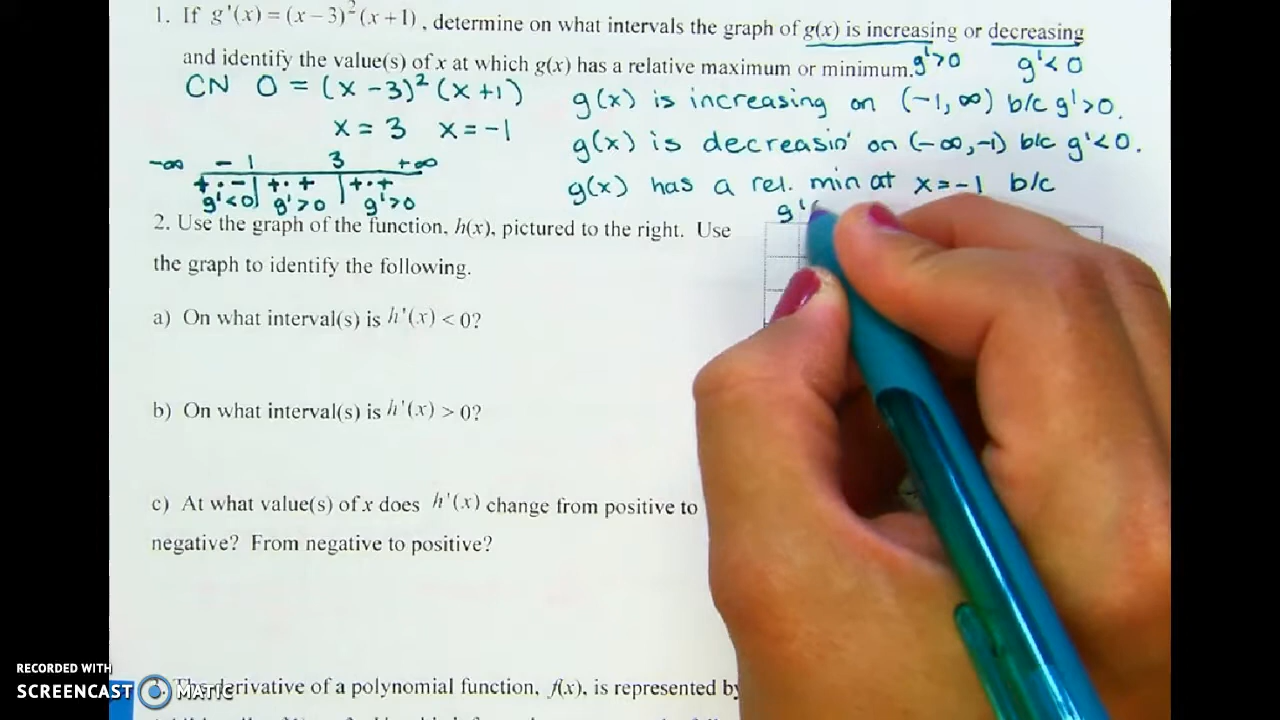 1. If g'(x) = (x−3)²(x+1), determine on what intervals the graph of g(x) is increasing or decreasing
and identify the value(s) of x at which g(x) has a relative maximum or minimum. g'>0 g'<0
CN 0 = (x−3)²(x+1)
x = 3 x = −1
−∞ −1 3 +∞
+·− +·+ +·+
g'<0 g'>0 g'>0
g(x) is increasing on (−1,∞) b/c g'>0.
g(x) is decreasin' on (−∞,−1) b/c g'<0.
g(x) has a rel. min at x=−1 b/c
g'(
2. Use the graph of the function, h(x), pictured to the right. Use
the graph to identify the following.
a) On what interval(s) is h'(x) < 0?
b) On what interval(s) is h'(x) > 0?
c) At what value(s) of x does h'(x) change from positive to
negative? From negative to positive?
derivative of a polynomial function, f(x), is represented by
RECORDED WITH
SCREENCAST MATIC